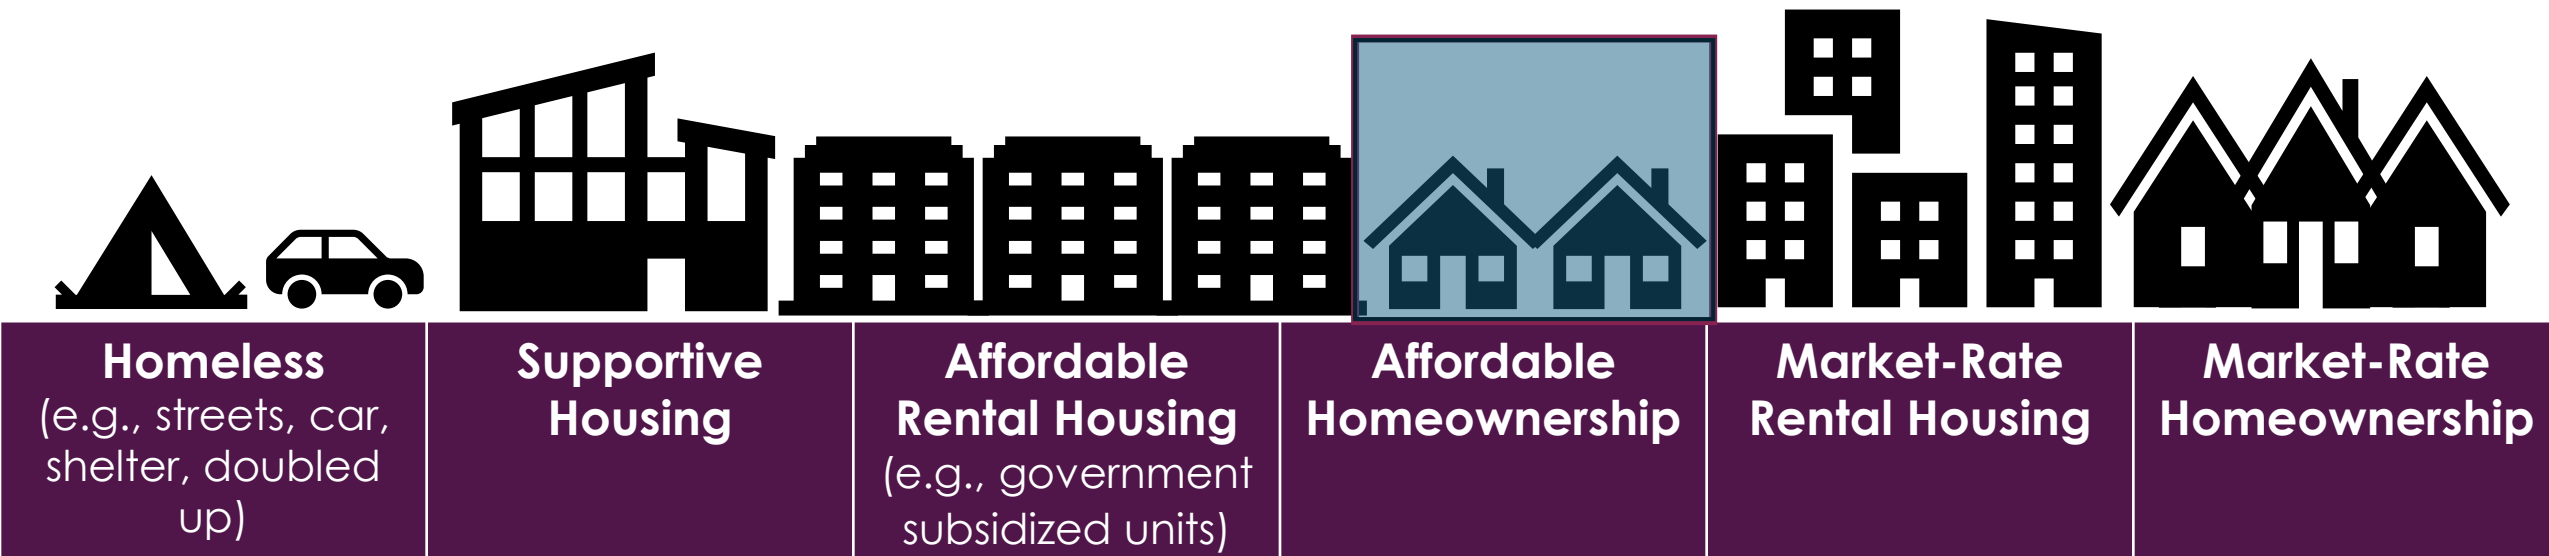 Homeless
(e.g., streets, car,
shelter, doubled
up)
Supportive
Housing
Affordable
Rental Housing
(e.g., government
subsidized units)
Affordable
Homeownership
Market-Rate
Rental Housing
Market-Rate
Homeownership